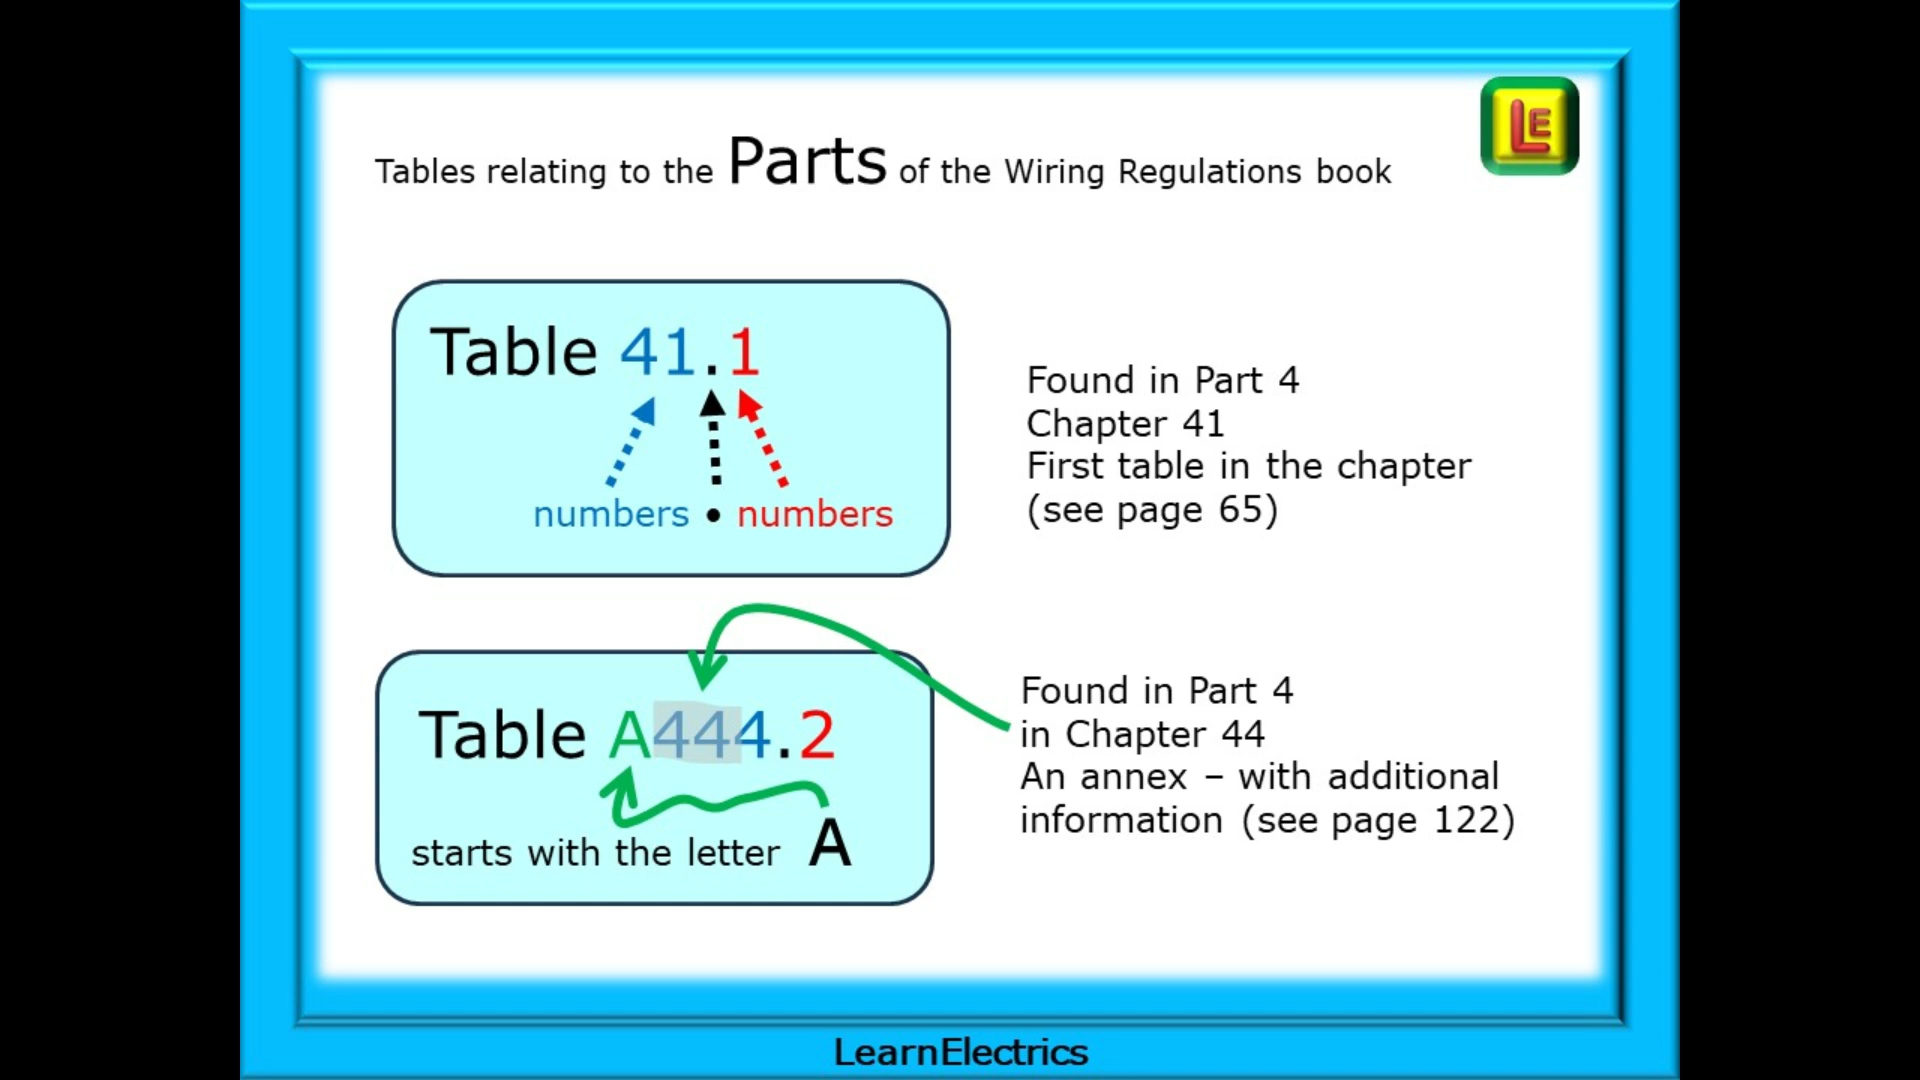 LE
Tables relating to the Parts of the Wiring Regulations book
Table 41.1
numbers • numbers
Found in Part 4
Chapter 41
First table in the chapter
(see page 65)
Table A444.2
starts with the letter A
Found in Part 4
in Chapter 44
An annex – with additional
information (see page 122)
LearnElectrics